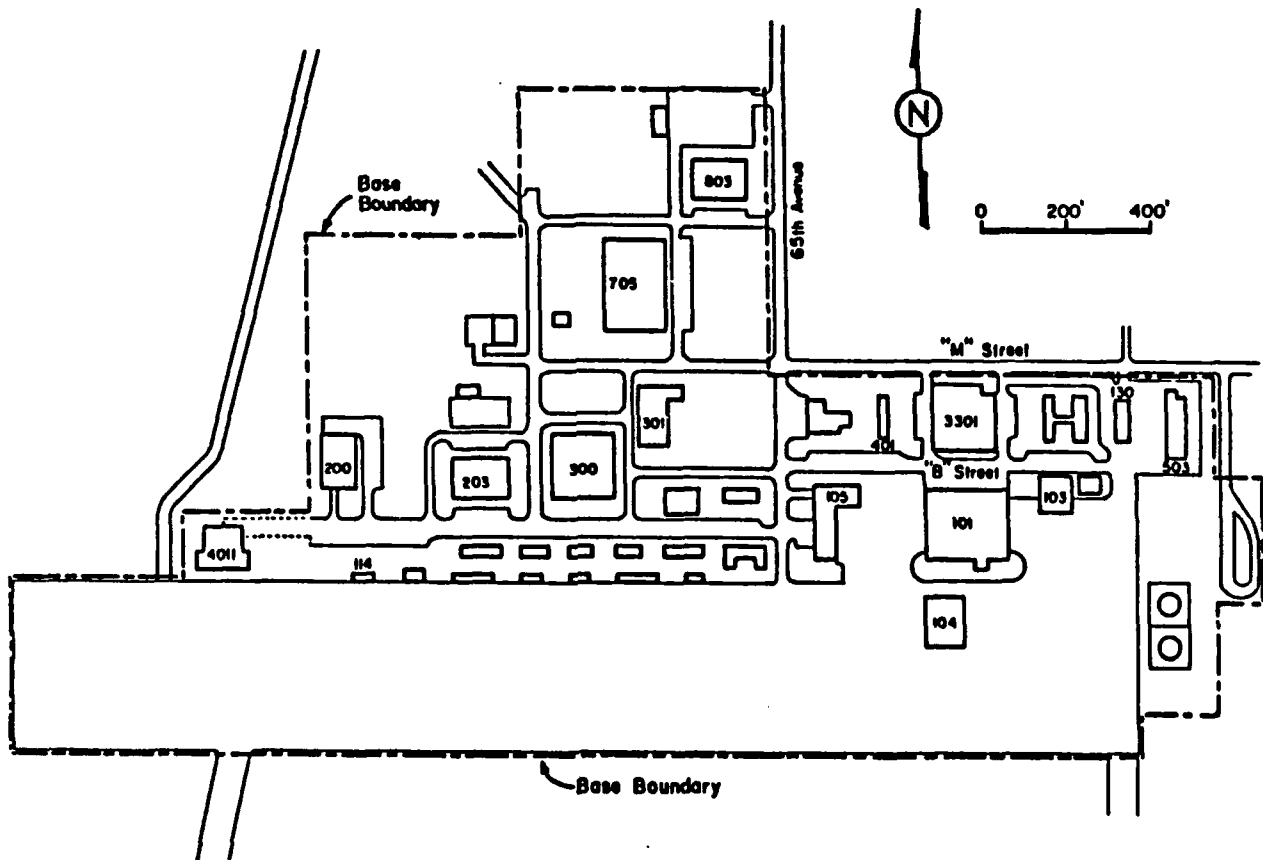 N
0 200' 400'
Base
Boundary
65th Avenue
803
705
"M" Street
130
301
401
3301
503
"B" Street
200
203
300
105
101
103
4011
114
104
Base Boundary